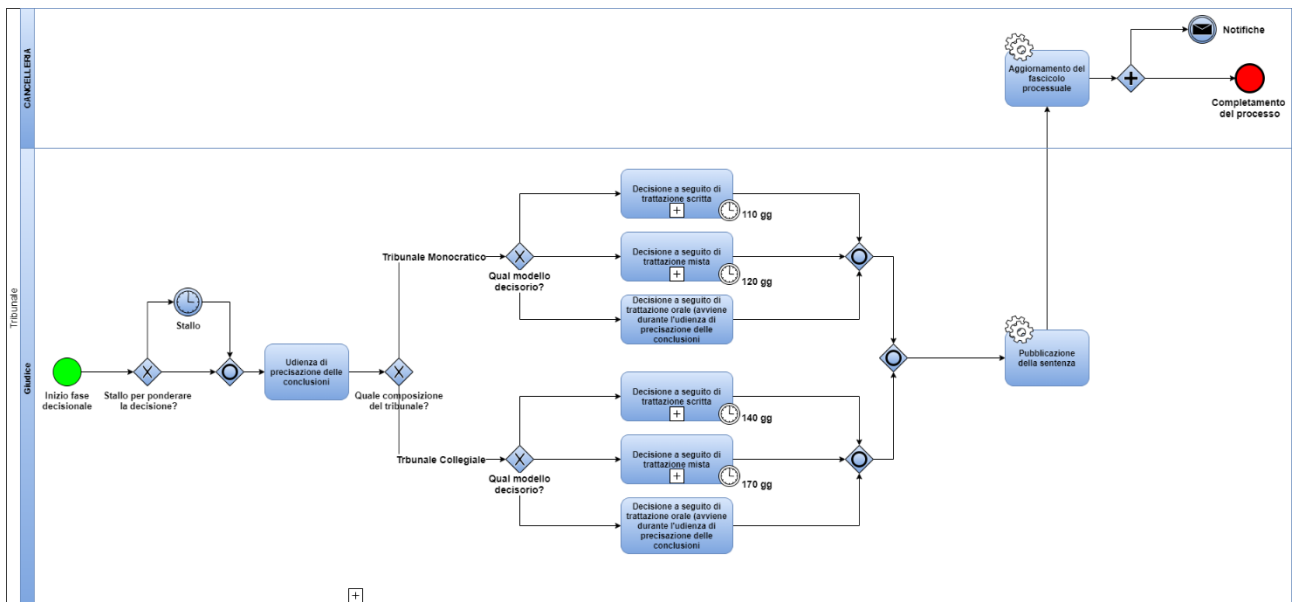 Tribunale
CANCELLERIA
Aggiornamento del
fascicolo
processuale
Notifiche
Completamento
del processo
Giudice
Inizio fase
decisionale
Stallo per ponderare
la decisione?
Stallo
Udienza di
precisazione delle
conclusioni
Quale composizione
del tribunale?
Tribunale Monocratico
Qual modello
decisorio?
Decisione a seguito di
trattazione scritta
110 gg
Decisione a seguito di
trattazione mista
120 gg
Decisione a seguito di
trattazione orale (avviene
durante l'udienza di
precisazione delle
conclusioni
Trbunale Collegiale
Qual modello
decisorio?
Decisione a seguito di
trattazione scritta
140 gg
Decisione a seguito di
trattazione mista
170 gg
Decisione a seguito di
trattazione orale (avviene
durante l'udienza di
precisazione delle
conclusioni
Pubblicazione
della sentenza